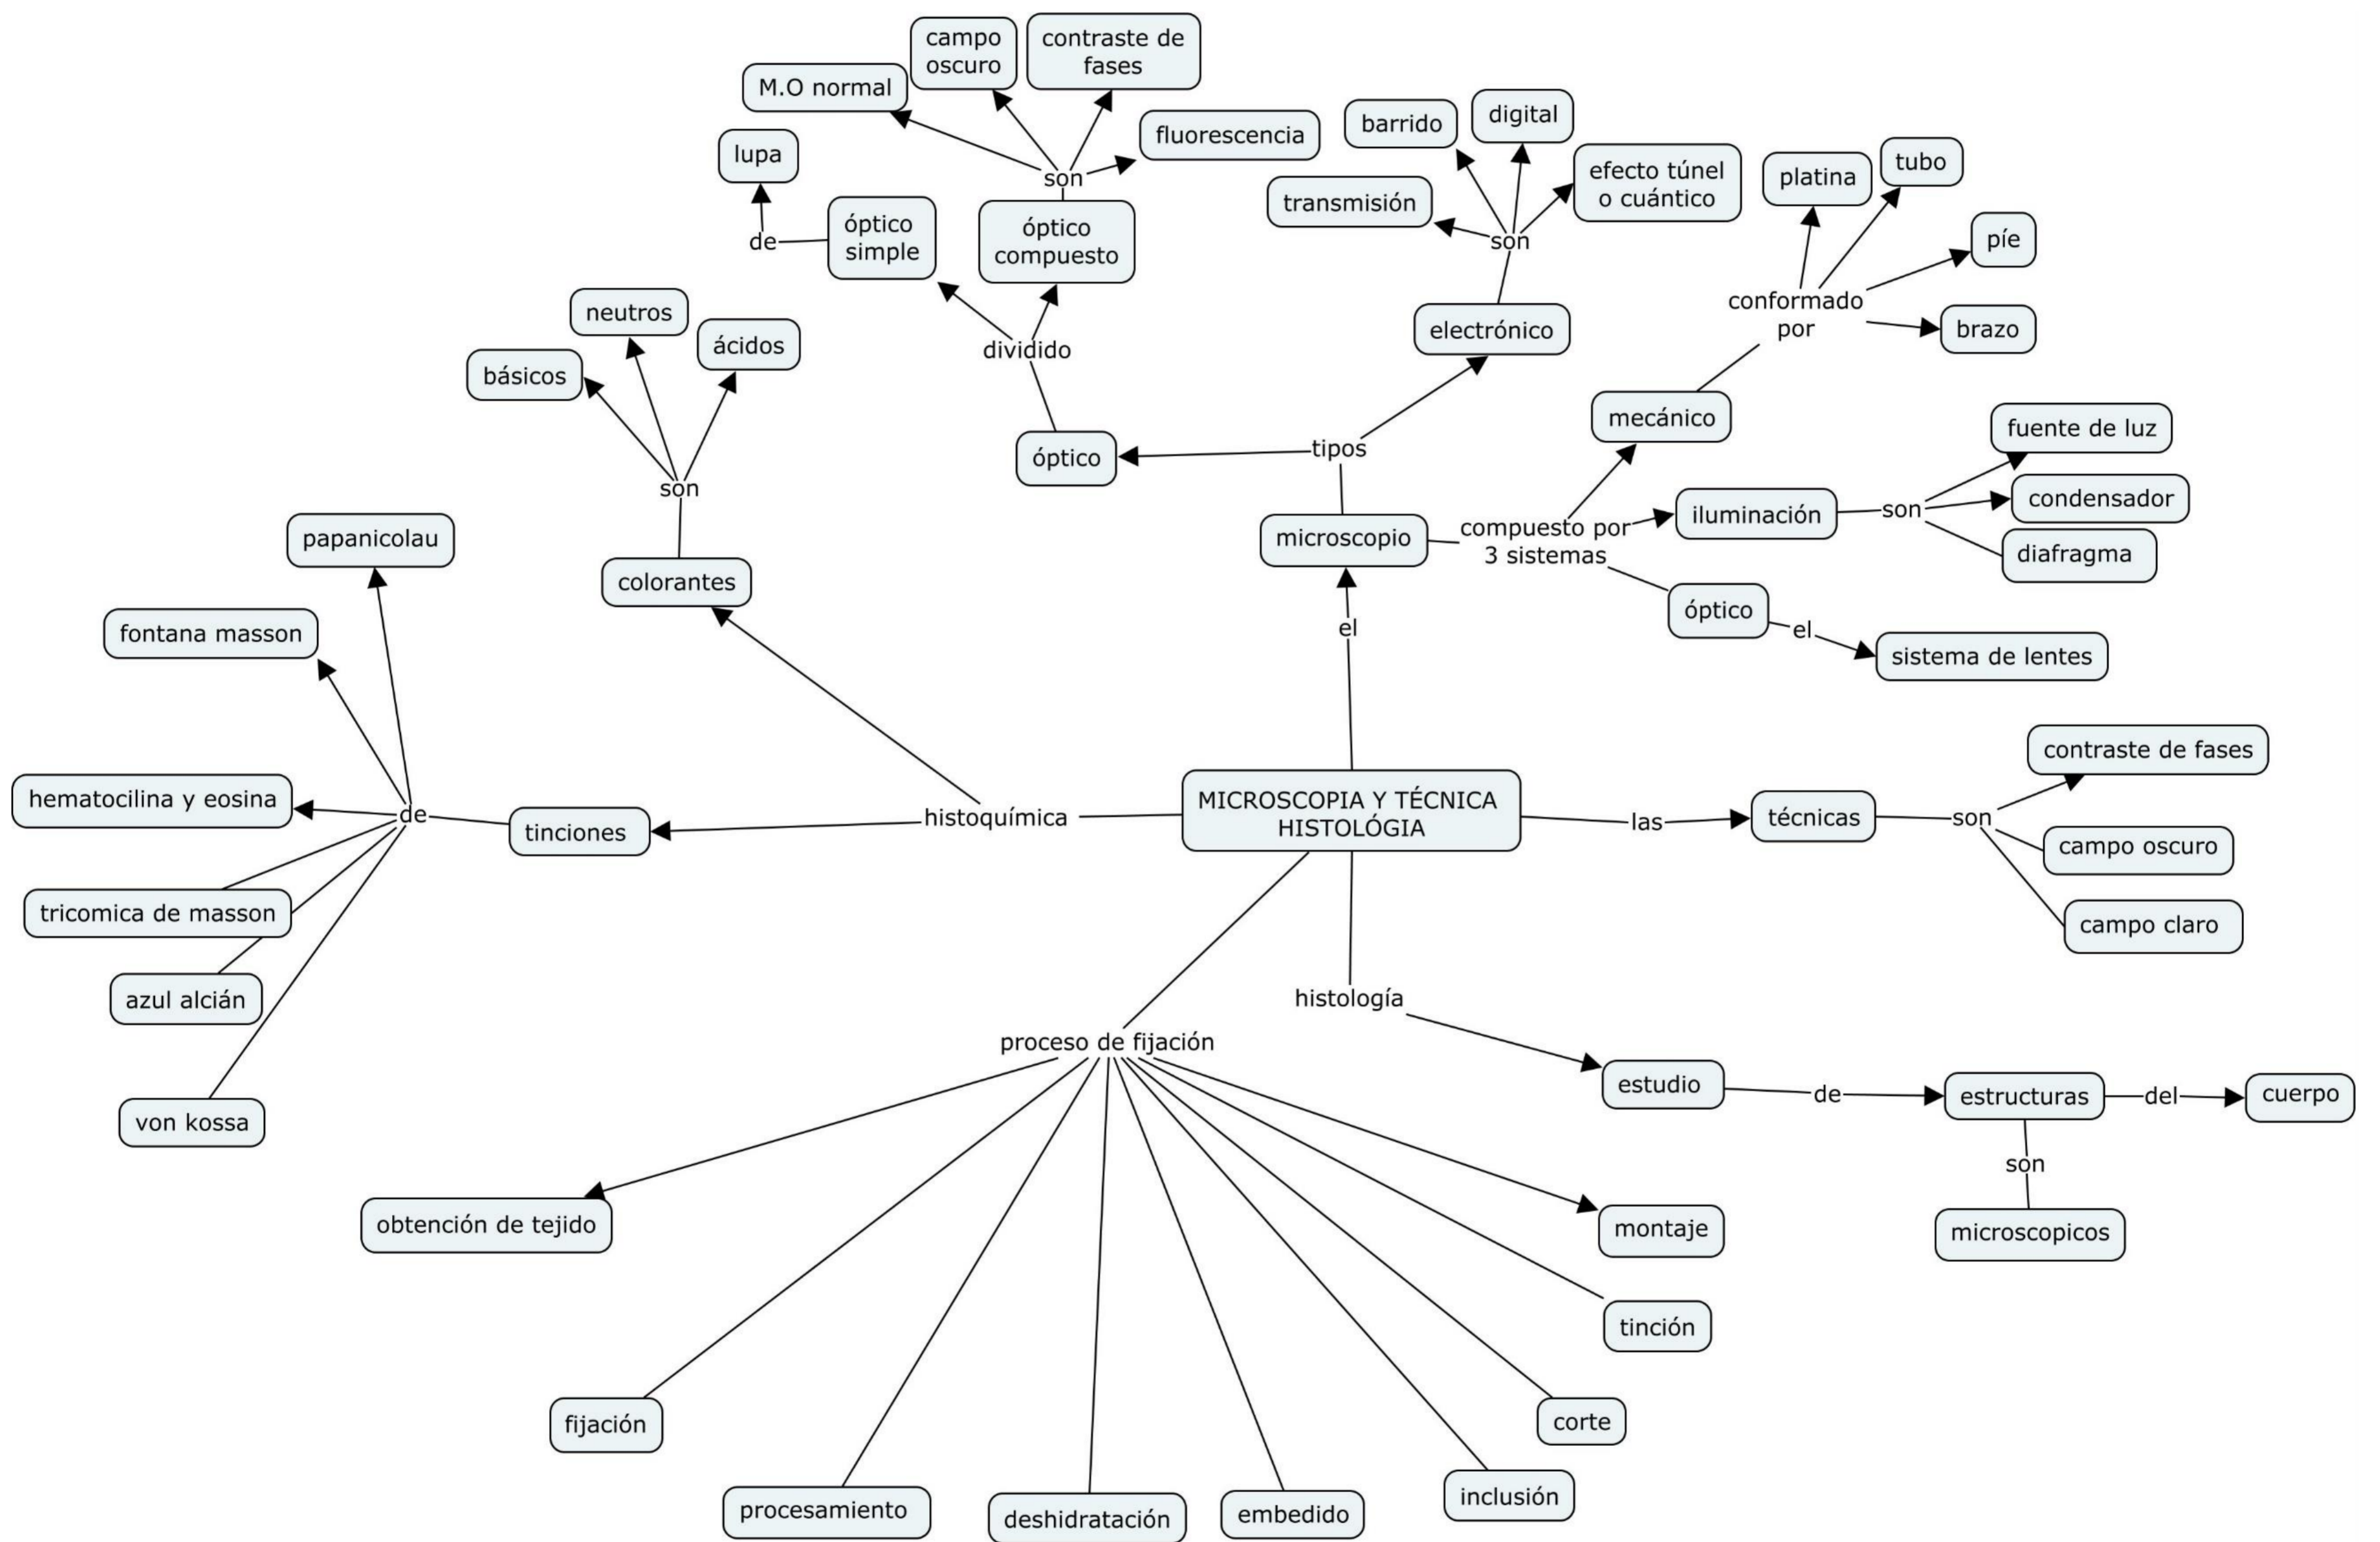 campo
oscuro
contraste de
fases
M.O normal
fluorescencia
lupa
son
de
óptico
simple
óptico
compuesto
dividido
óptico
barrido
digital
transmisión
efecto túnel
o cuántico
son
electrónico
tipos
microscopio
platina
tubo
píe
conformado
por
brazo
mecánico
compuesto por
3 sistemas
iluminación
son
fuente de luz
condensador
diafragma
óptico
el
sistema de lentes
neutros
ácidos
básicos
son
colorantes
papanicolau
fontana masson
hematocilina y eosina
de
tinciones
histoquímica
tricomica de masson
azul alcián
von kossa
el
MICROSCOPIA Y TÉCNICA
HISTOLÓGIA
las
técnicas
son
contraste de fases
campo oscuro
campo claro
histología
estudio
de
estructuras
del
cuerpo
son
microscopicos
proceso de fijación
obtención de tejido
fijación
procesamiento
deshidratación
embedido
inclusión
corte
tinción
montaje